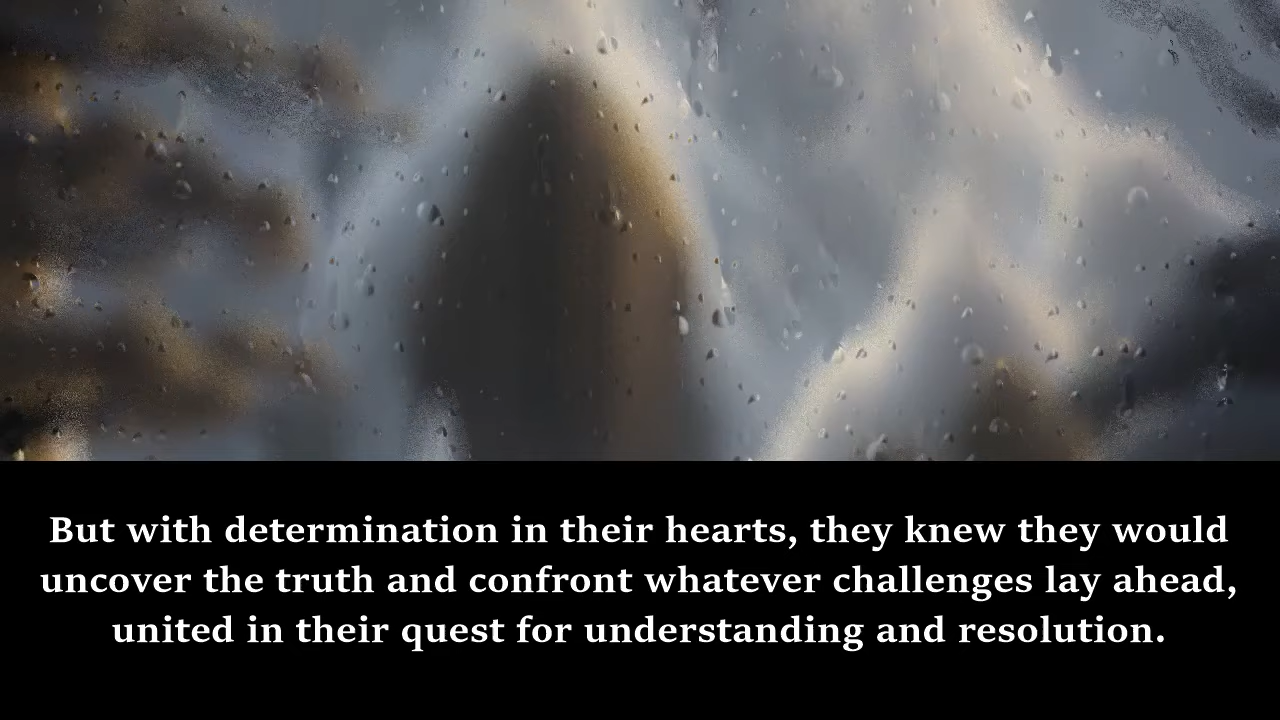 But with determination in their hearts, they knew they would
uncover the truth and confront whatever challenges lay ahead,
united in their quest for understanding and resolution.